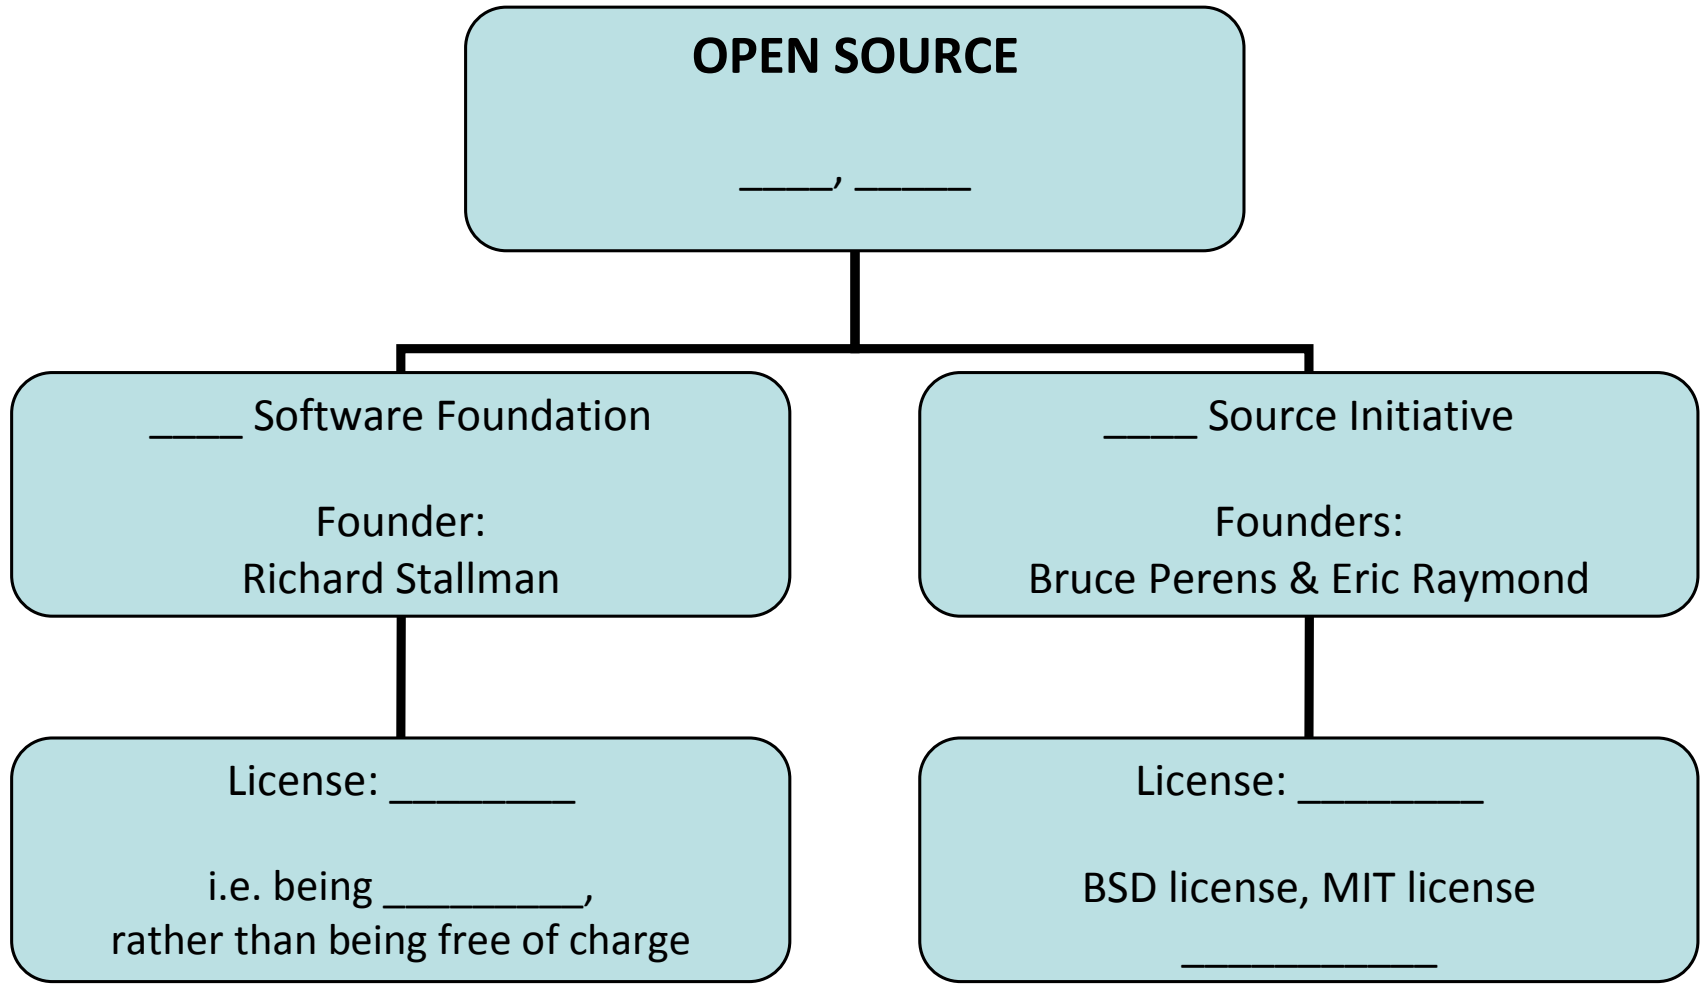 OPEN SOURCE
____, _____
____ Software Foundation
Founder:
Richard Stallman
____ Source Initiative
Founders:
Bruce Perens & Eric Raymond
License: ________
i.e. being _________,
rather than being free of charge
License: ________
BSD license, MIT license
___________